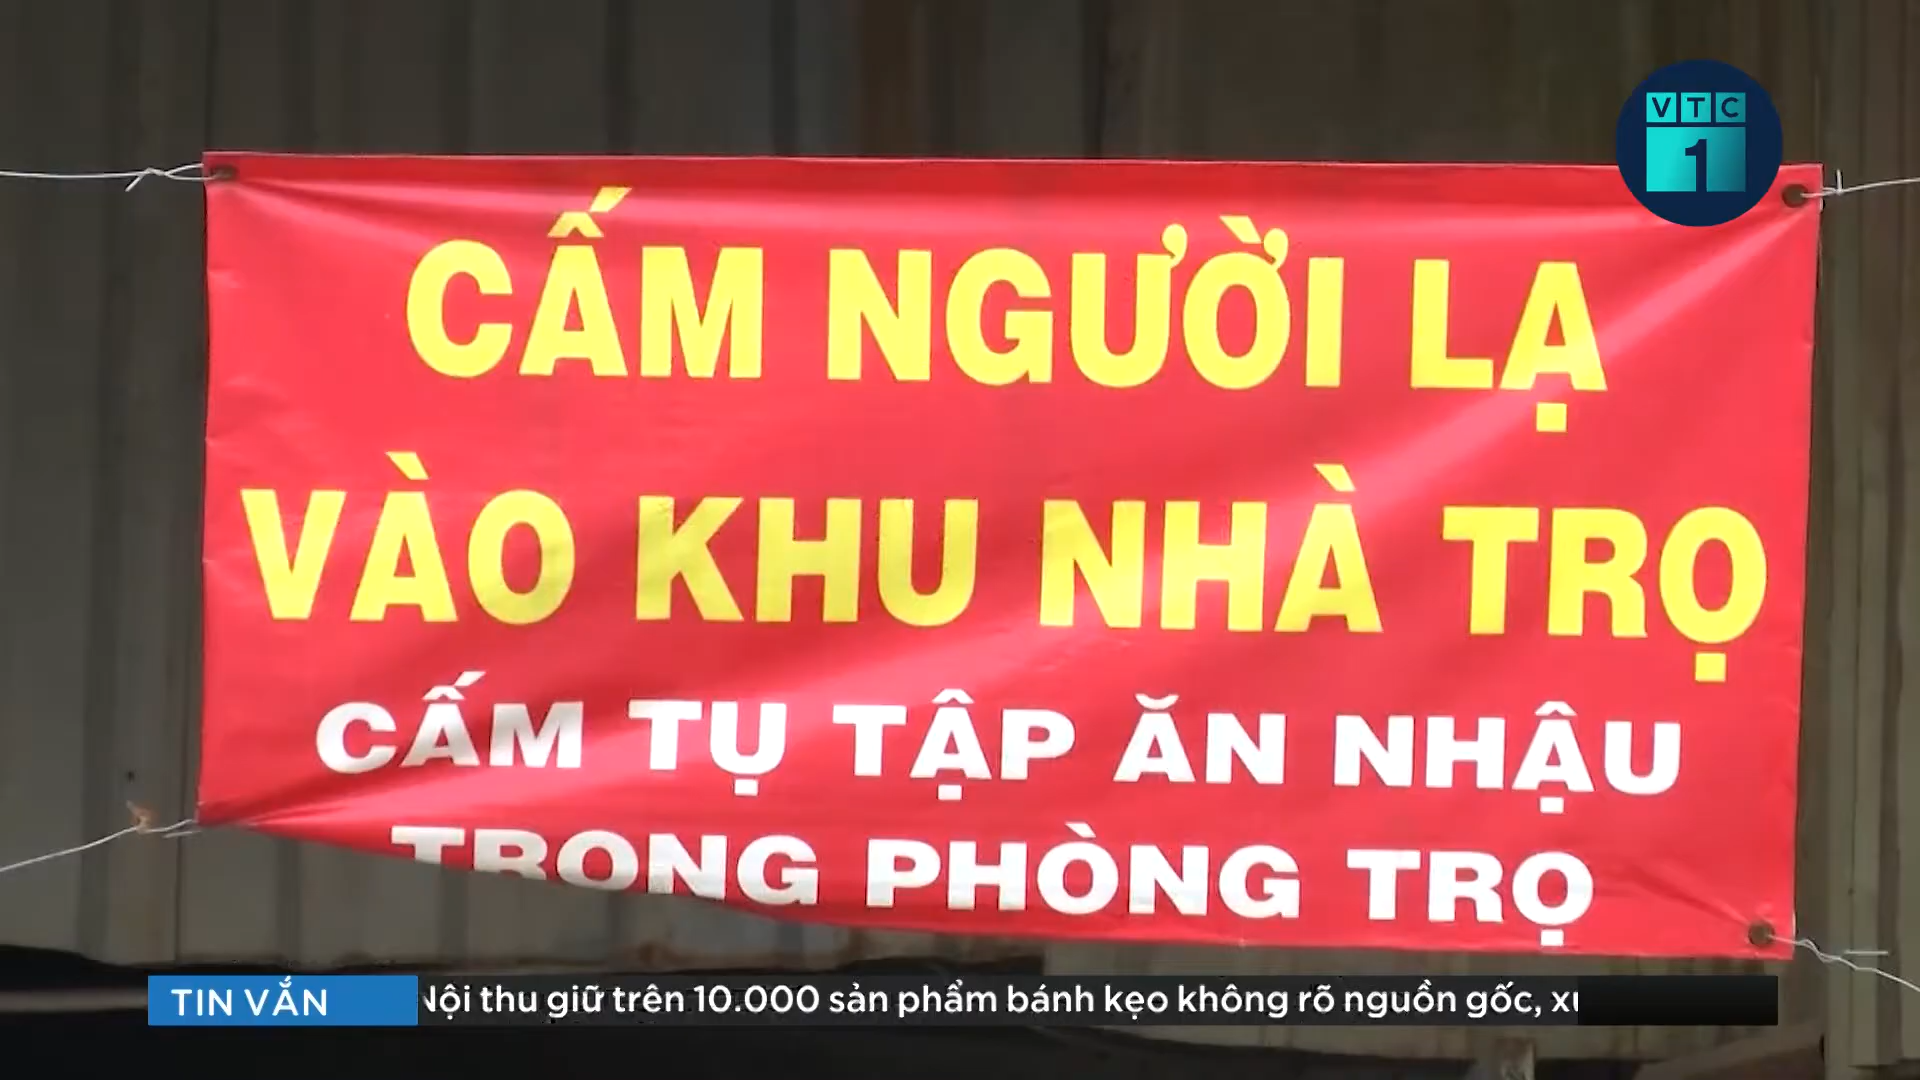 VTC
1
CẤM NGƯỜI LẠ
VÀO KHU NHÀ TRỌ
CẤM TỤ TẬP ĂN NHẬU
TRONG PHÒNG TRỌ
TIN VẮN
Nội thu giữ trên 10.000 sản phẩm bánh kẹo không rõ nguồn gốc,